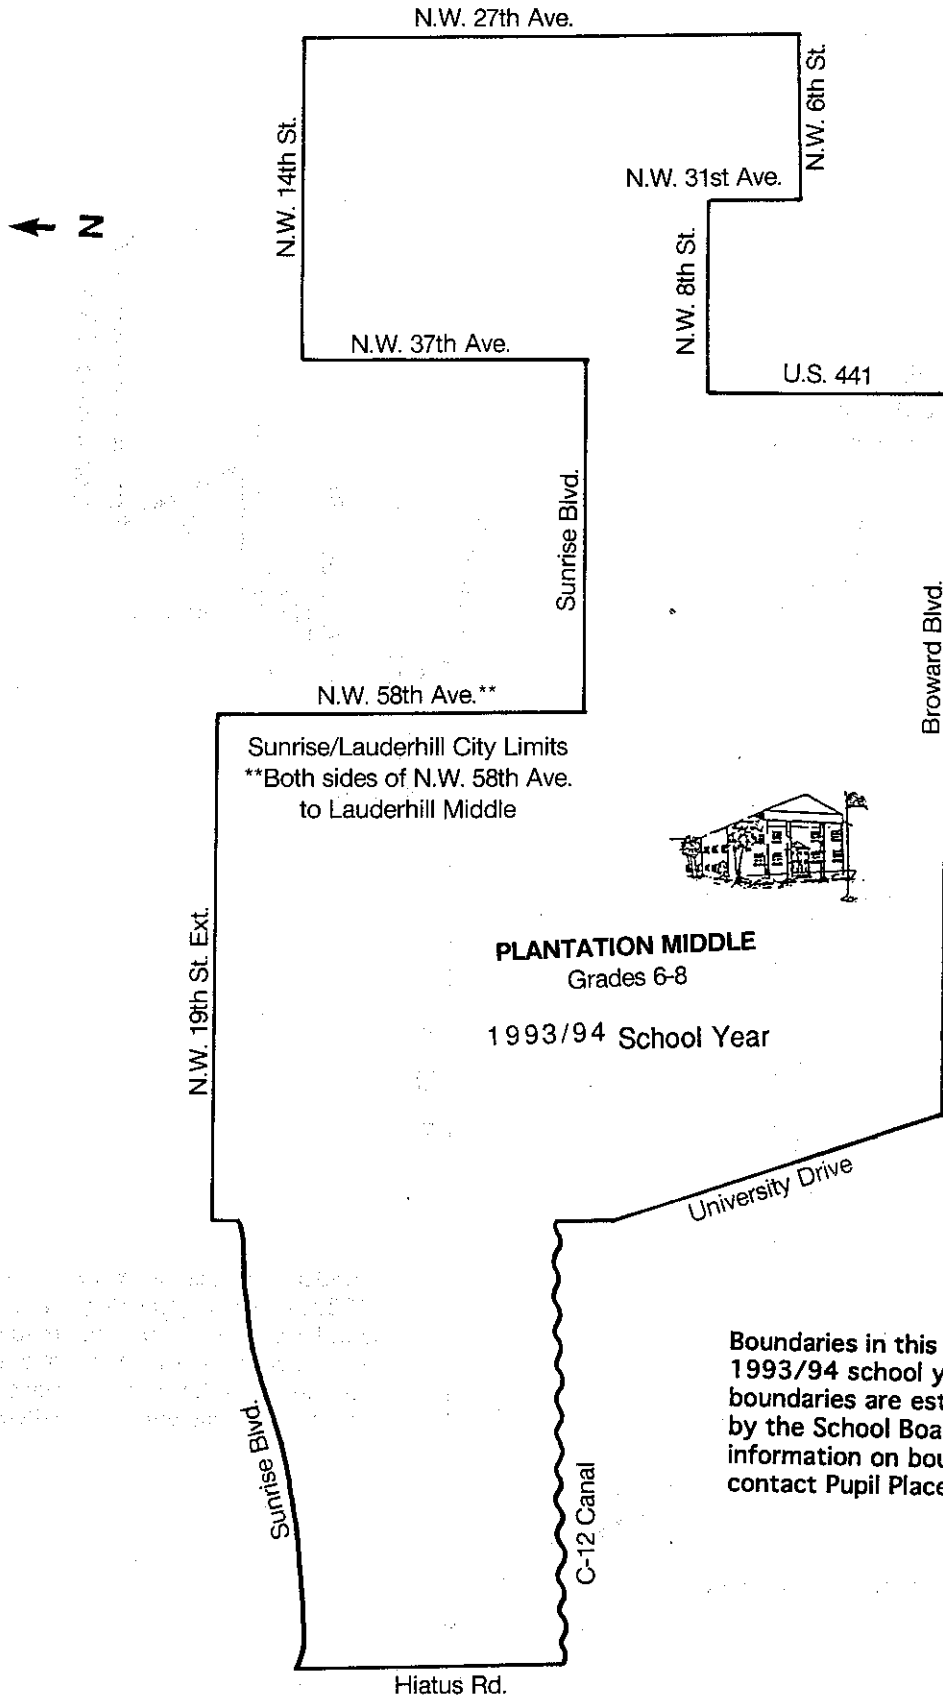 N.W. 27th Ave.
N.W. 6th St.
N.W. 14th St.
N.W. 31st Ave.
N
N.W. 8th St.
N.W. 37th Ave.
U.S. 441
Sunrise Blvd.
Broward Blvd.
N.W. 58th Ave.**
Sunrise/Lauderhill City Limits
**Both sides of N.W. 58th Ave.
to Lauderhill Middle
N.W. 19th St. Ext.
PLANTATION MIDDLE
Grades 6-8
1993/94 School Year
University Drive
Boundaries in this
1993/94 school y
boundaries are est
by the School Boa
information on bou
contact Pupil Place
Sunrise Blvd.
C-12 Canal
Hiatus Rd.